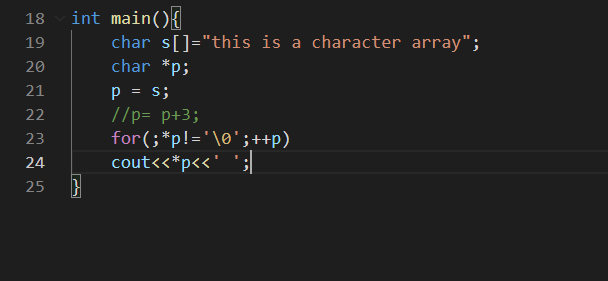 18 int main(){
19     char s[]="this is a character array";
20     char *p;
21     p = s;
22     //p= p+3;
23     for(;*p!='\0';++p)
24     cout<<*p<<' ';
25 }